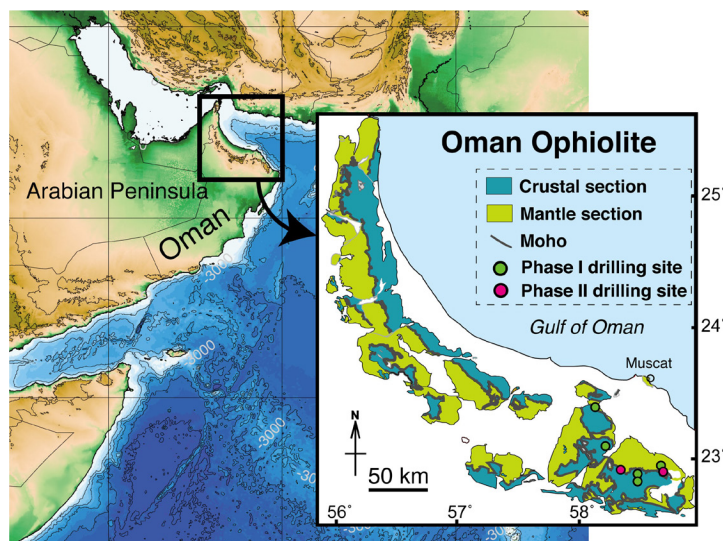 Arabian Peninsula
Oman
-3000
-3000
-3000
-3000
Oman Ophiolite
Crustal section
Mantle section
Moho
Phase I drilling site
Phase II drilling site
Gulf of Oman
Muscat
N
50 km
25°
24°
23°
56°
57°
58°